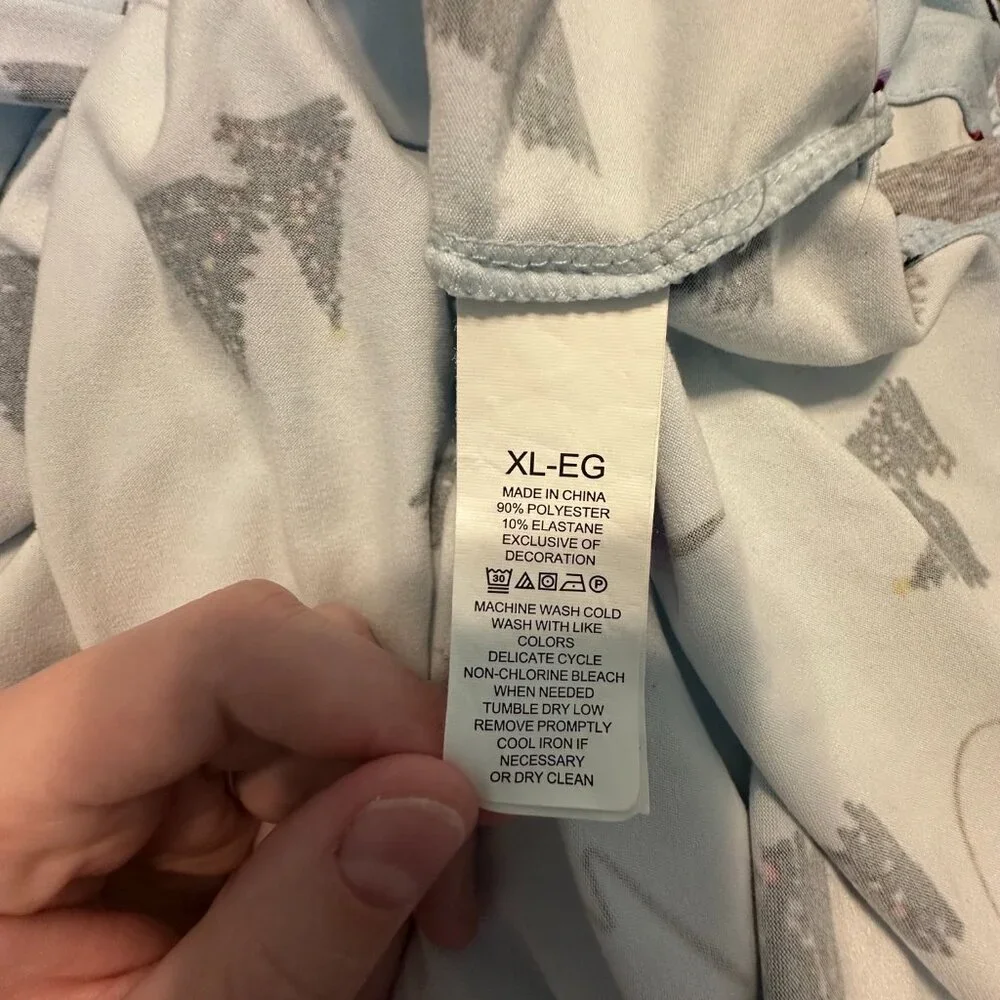 XL-EG
MADE IN CHINA
90% POLYESTER
10% ELASTANE
EXCLUSIVE OF
DECORATION
30 P
MACHINE WASH COLD
WASH WITH LIKE
COLORS
DELICATE CYCLE
NON-CHLORINE BLEACH
WHEN NEEDED
TUMBLE DRY LOW
REMOVE PROMPTLY
COOL IRON IF
NECESSARY
OR DRY CLEAN